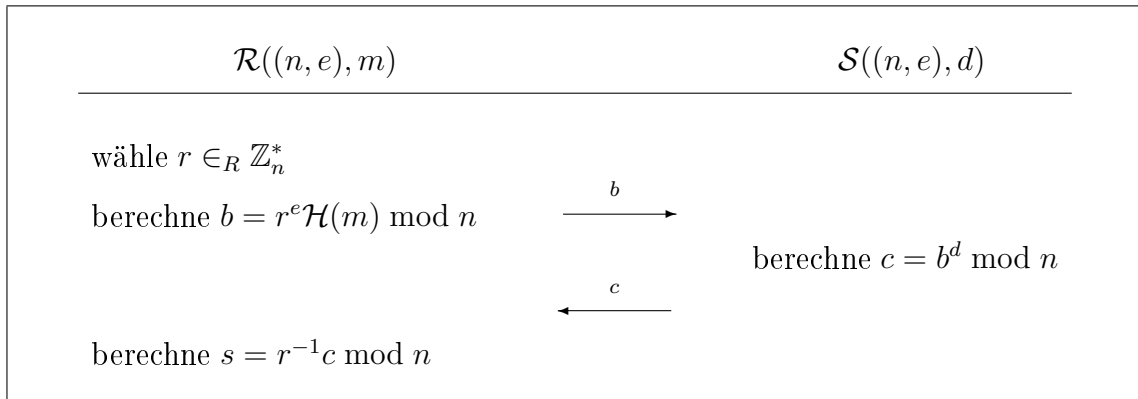 𝓡((n, e), m) 𝓢((n, e), d)
wähle r ∈_R ℤ_n^*
berechne b = r^e 𝓗(m) mod n
b
berechne c = b^d mod n
c
berechne s = r^{-1}c mod n